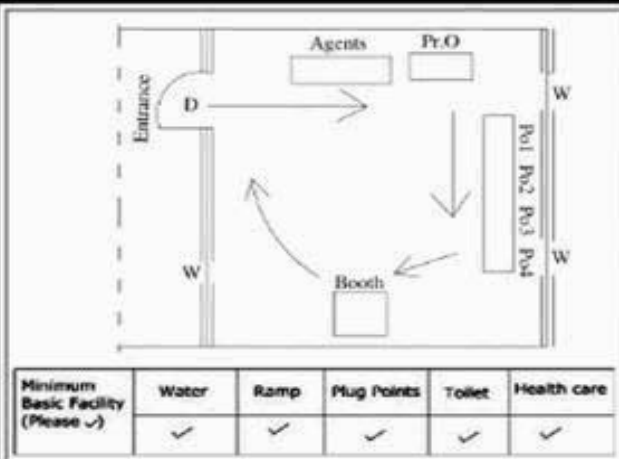 Agents
Pr.O
Entrance
D
W
Po1 Po2 Po3 Po4
W
W
Booth
Minimum Basic Facility (Please ✓)
Water
Ramp
Plug Points
Toilet
Health care
✓ ✓ ✓ ✓ ✓